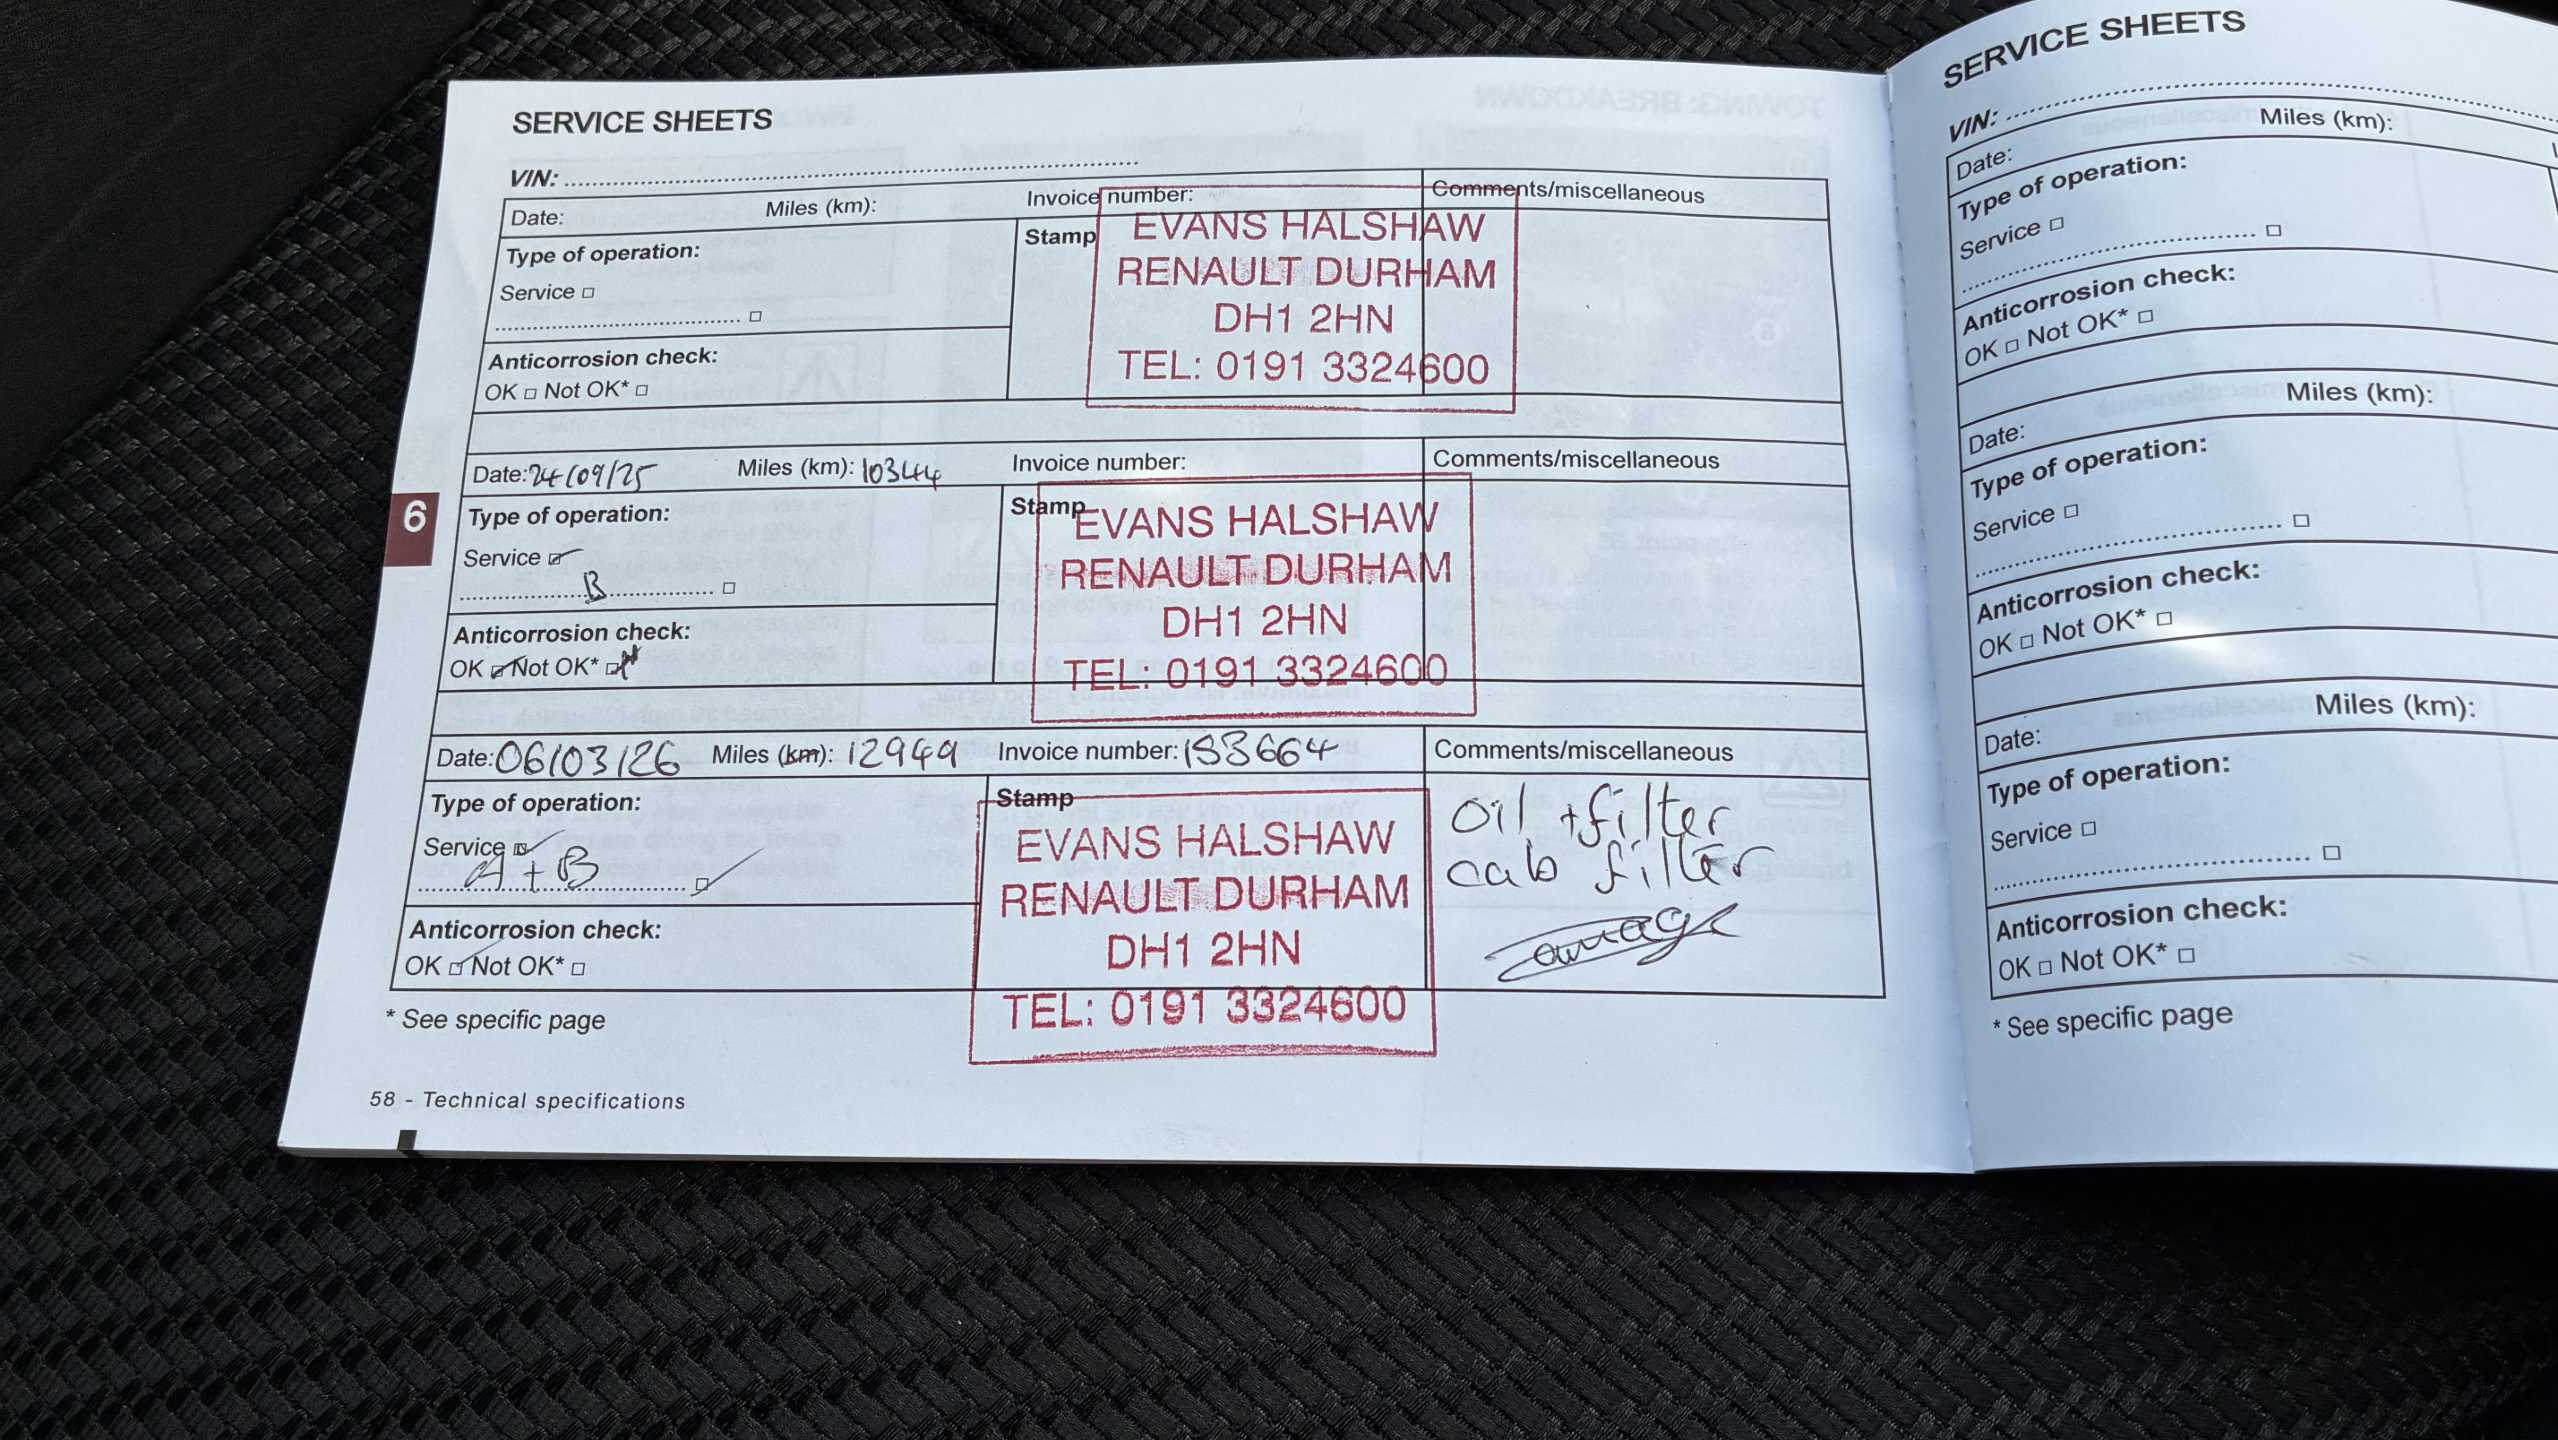 SERVICE SHEETS
VIN:
Date: Miles (km): Invoice number: Comments/miscellaneous
Type of operation:
Service
Stamp
EVANS HALSHAW
RENAULT DURHAM
DH1 2HN
TEL: 0191 3324600
Anticorrosion check:
OK Not OK*
Date: 24/09/25 Miles (km): 10344 Invoice number: Comments/miscellaneous
Type of operation:
Service
B
Stamp
EVANS HALSHAW
RENAULT DURHAM
DH1 2HN
TEL: 0191 3324600
Anticorrosion check:
OK Not OK*
6
Date: 06/03/26 Miles (km): 12949 Invoice number: 153664 Comments/miscellaneous
Type of operation:
Service
A + B
Stamp
EVANS HALSHAW
RENAULT DURHAM
DH1 2HN
TEL: 0191 3324600
Oil + filter
cab filter
Anticorrosion check:
OK Not OK*
* See specific page
58 - Technical specifications
SERVICE SHEETS
VIN:
Date: Miles (km):
Type of operation:
Service
Anticorrosion check:
OK Not OK*
Date: Miles (km):
Type of operation:
Service
Anticorrosion check:
OK Not OK*
Date: Miles (km):
Type of operation:
Service
Anticorrosion check:
OK Not OK*
* See specific page